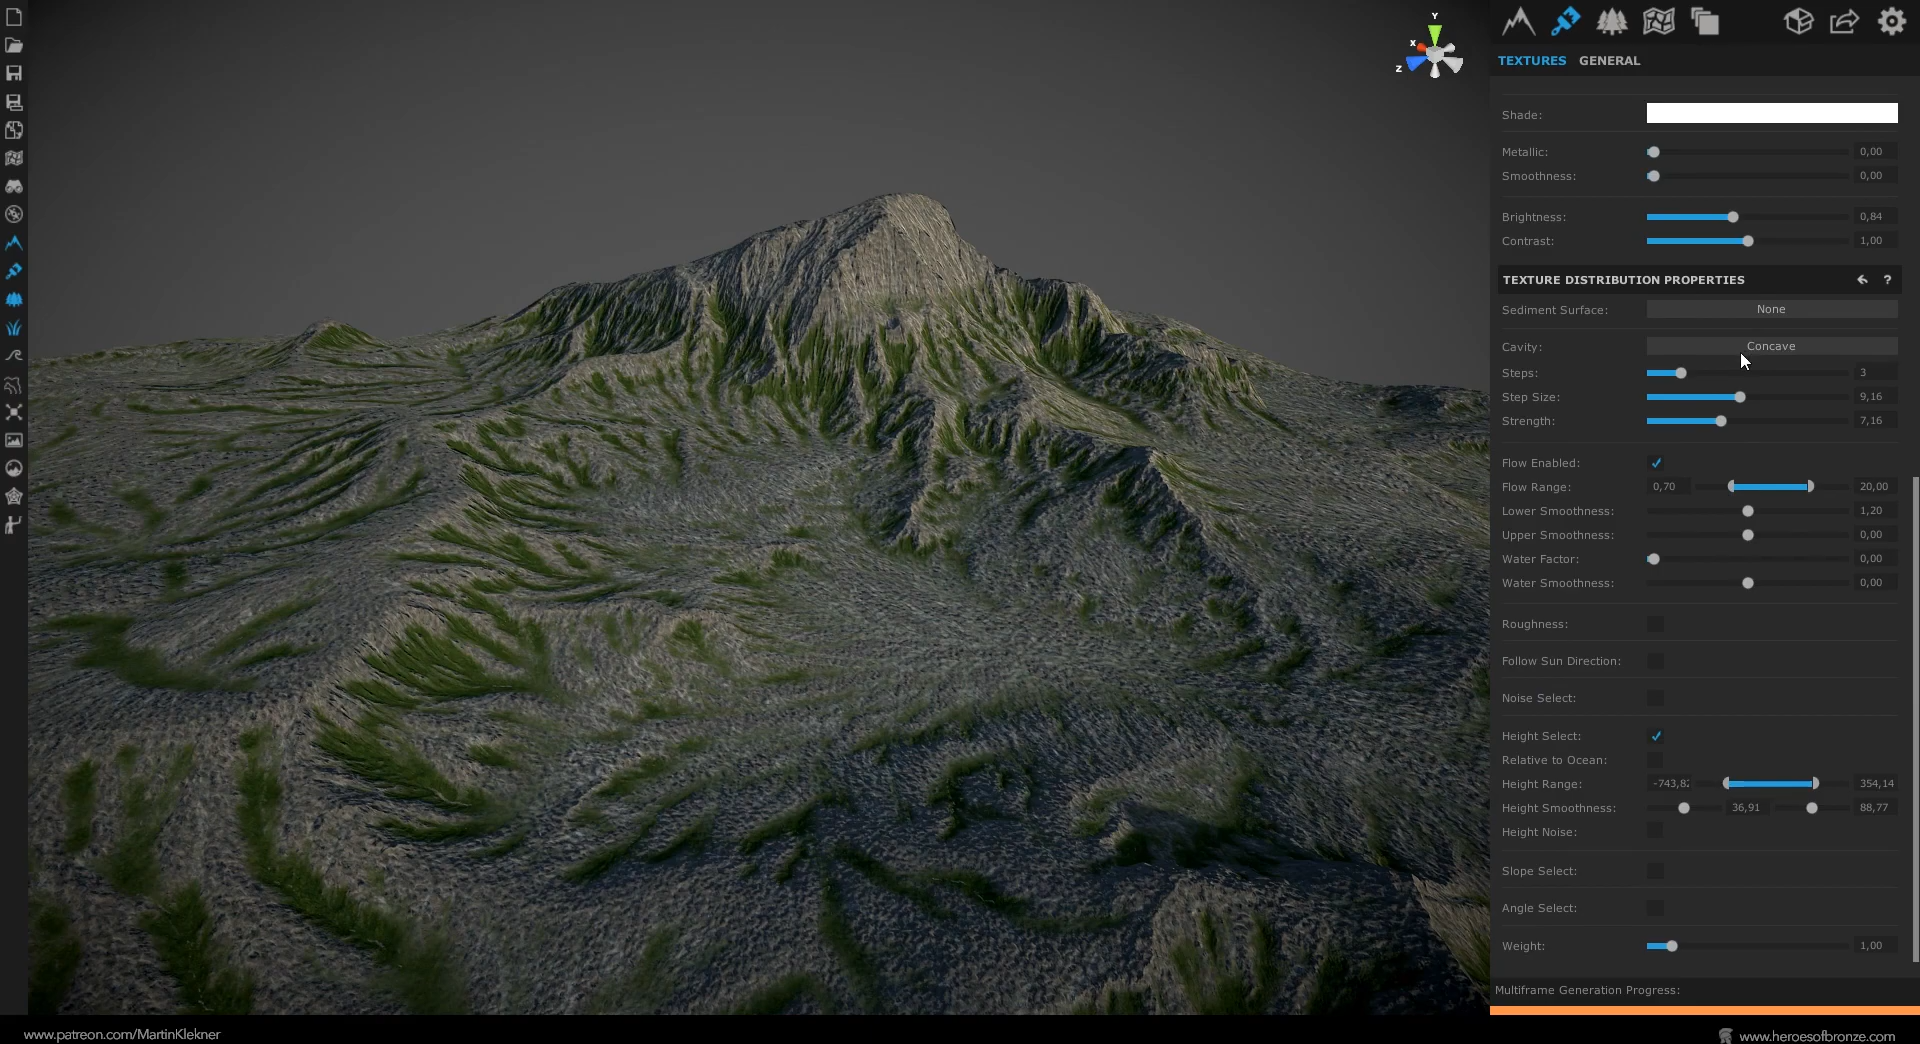 Y
X
Z
TEXTURES GENERAL
Shade:
Metallic: 0,00
Smoothness: 0,00
Brightness: 0,84
Contrast: 1,00
TEXTURE DISTRIBUTION PROPERTIES ?
Sediment Surface: None
Cavity: Concave
Steps: 3
Step Size: 9,16
Strength: 7,16
Flow Enabled:
Flow Range: 0,70 20,00
Lower Smoothness: 1,20
Upper Smoothness: 0,00
Water Factor: 0,00
Water Smoothness: 0,00
Roughness:
Follow Sun Direction:
Noise Select:
Height Select:
Relative to Ocean:
Height Range: -743,8 354,14
Height Smoothness: 36,91 88,77
Height Noise:
Slope Select:
Angle Select:
Weight: 1,00
Multiframe Generation Progress:
www.patreon.com/MartinKlekner
www.heroesofbronze.com